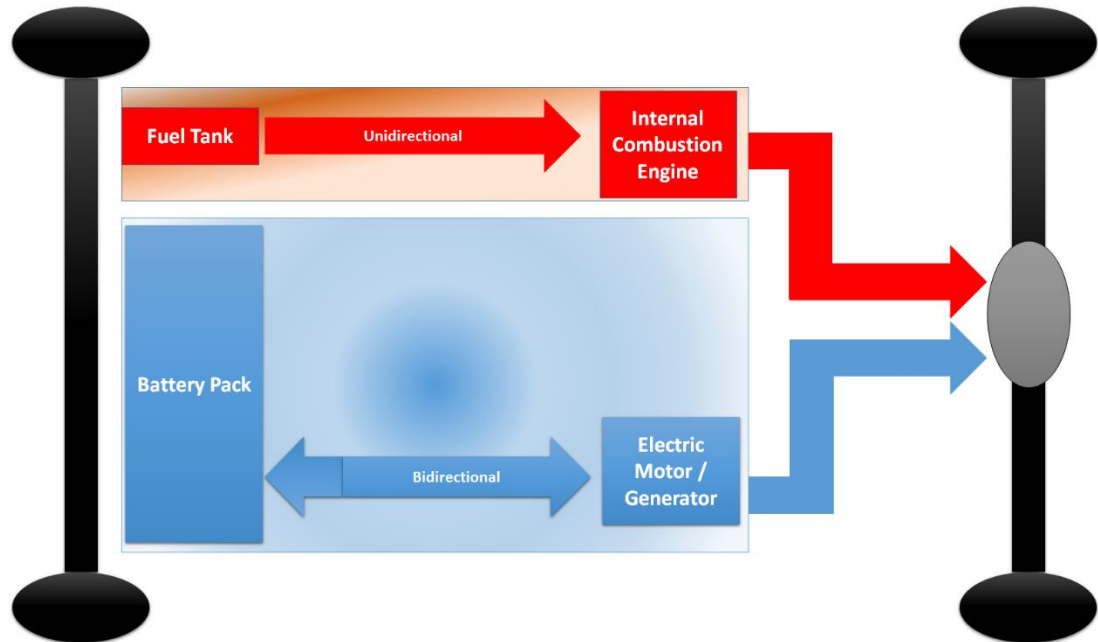 Fuel Tank
Unidirectional
Internal
Combustion
Engine
Battery Pack
Bidirectional
Electric
Motor /
Generator